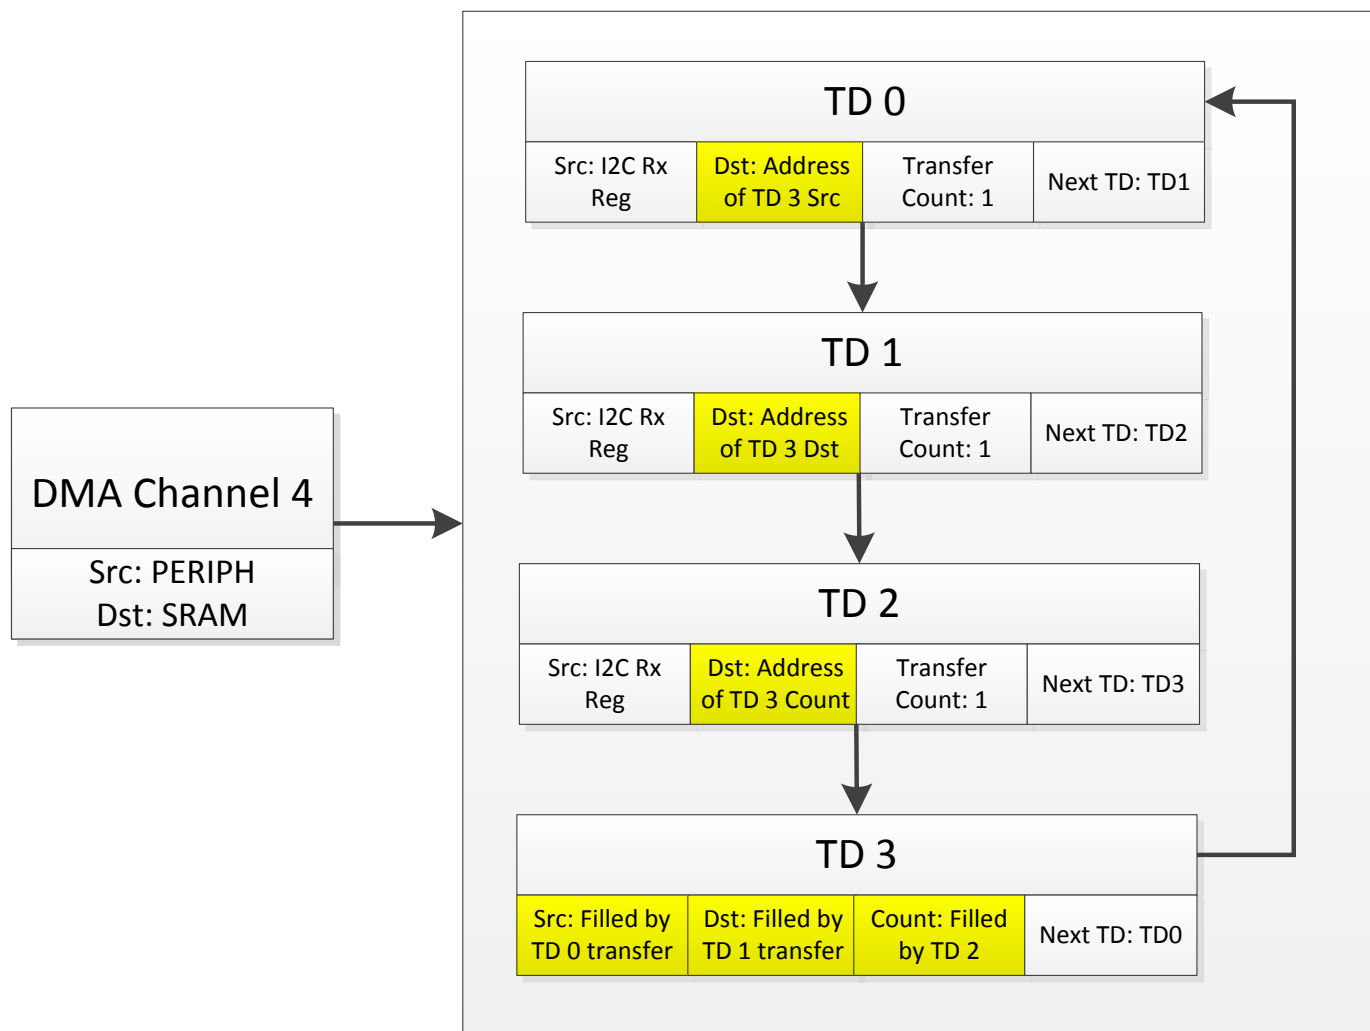 TD 0
Src: I2C Rx
Reg
Dst: Address
of TD 3 Src
Transfer
Count: 1
Next TD: TD1
TD 1
Src: I2C Rx
Reg
Dst: Address
of TD 3 Dst
Transfer
Count: 1
Next TD: TD2
DMA Channel 4
Src: PERIPH
Dst: SRAM
TD 2
Src: I2C Rx
Reg
Dst: Address
of TD 3 Count
Transfer
Count: 1
Next TD: TD3
TD 3
Src: Filled by
TD 0 transfer
Dst: Filled by
TD 1 transfer
Count: Filled
by TD 2
Next TD: TD0